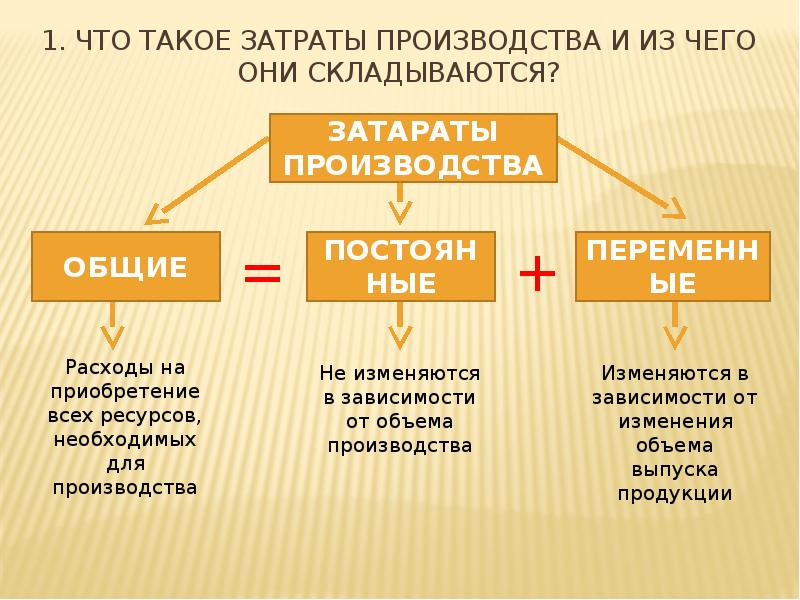 1. ЧТО ТАКОЕ ЗАТРАТЫ ПРОИЗВОДСТВА И ИЗ ЧЕГО
ОНИ СКЛАДЫВАЮТСЯ?
ЗАТАРАТЫ
ПРОИЗВОДСТВА
ОБЩИЕ
=
ПОСТОЯН
НЫЕ
+
ПЕРЕМЕНН
ЫЕ
Расходы на
приобретение
всех ресурсов,
необходимых
для
производства
Не изменяются
в зависимости
от объема
производства
Изменяются в
зависимости от
изменения
объема
выпуска
продукции